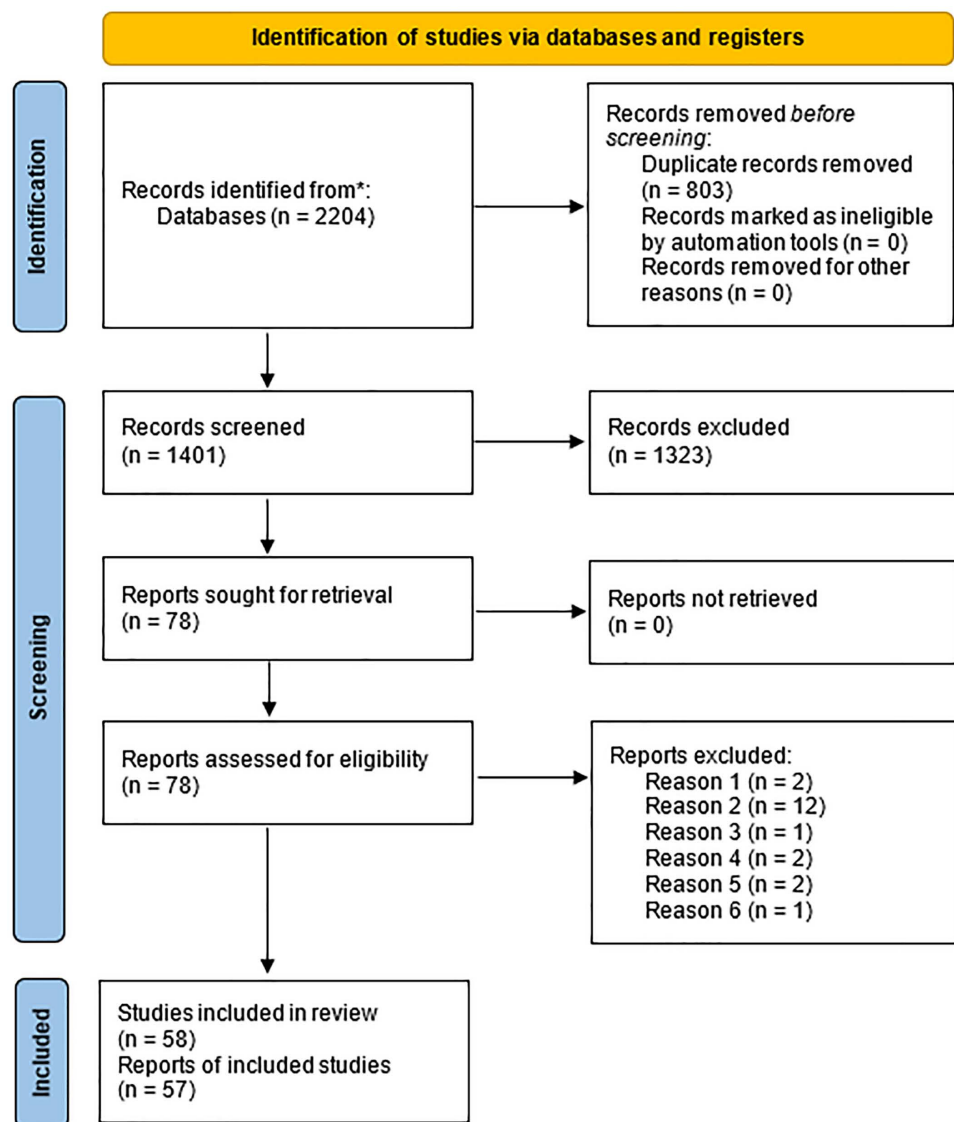 Identification of studies via databases and registers
Identification
Records identified from*:
Databases (n = 2204)
Records removed before
screening:
Duplicate records removed
(n = 803)
Records marked as ineligible
by automation tools (n = 0)
Records removed for other
reasons (n = 0)
Screening
Records screened
(n = 1401)
Records excluded
(n = 1323)
Reports sought for retrieval
(n = 78)
Reports not retrieved
(n = 0)
Reports assessed for eligibility
(n = 78)
Reports excluded:
Reason 1 (n = 2)
Reason 2 (n = 12)
Reason 3 (n = 1)
Reason 4 (n = 2)
Reason 5 (n = 2)
Reason 6 (n = 1)
Included
Studies included in review
(n = 58)
Reports of included studies
(n = 57)